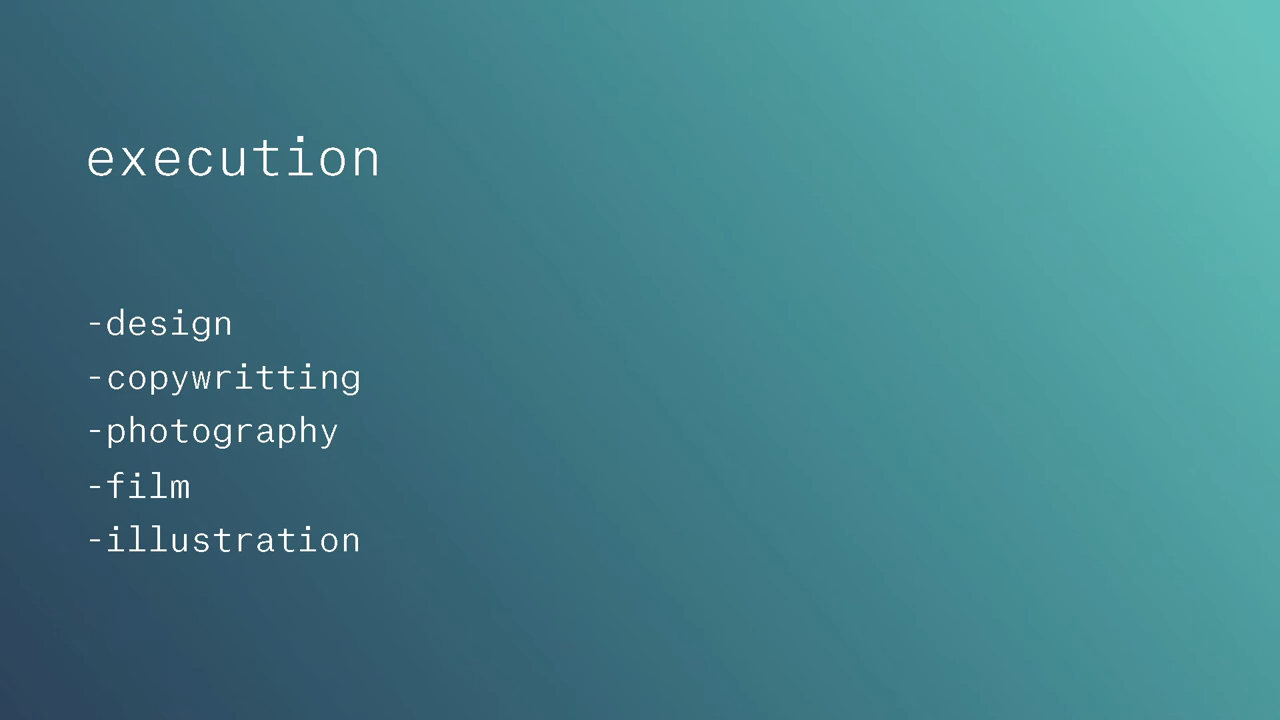 execution
-design
-copywritting
-photography
-film
-illustration